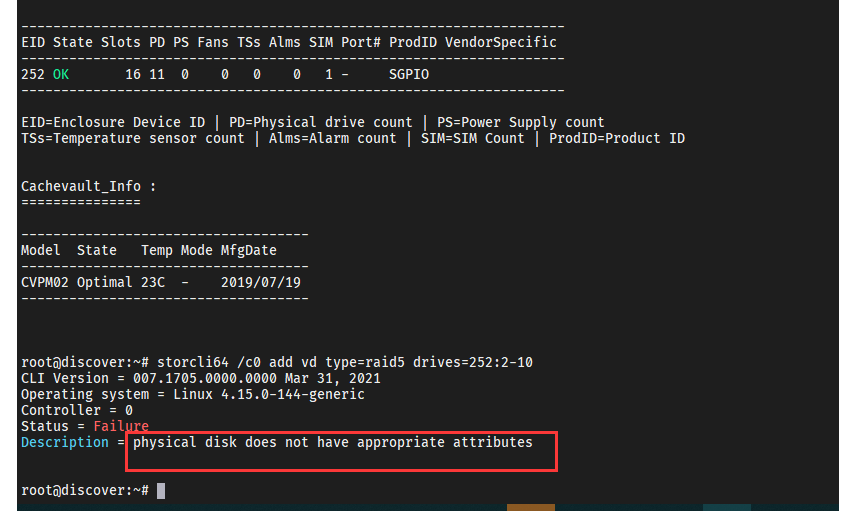 ---------------------------------------------------------------------
EID State Slots PD PS Fans TSs Alms SIM Port# ProdID VendorSpecific
---------------------------------------------------------------------
252 OK       16 11  0    0   0    0   1 -     SGPIO
---------------------------------------------------------------------
EID=Enclosure Device ID | PD=Physical drive count | PS=Power Supply count
TSs=Temperature sensor count | Alms=Alarm count | SIM=SIM Count | ProdID=Product ID
Cachevault_Info :
===============
------------------------------------
Model  State   Temp Mode MfgDate
------------------------------------
CVPM02 Optimal 23C  -    2019/07/19
------------------------------------
root@discover:~# storcli64 /c0 add vd type=raid5 drives=252:2-10
CLI Version = 007.1705.0000.0000 Mar 31, 2021
Operating system = Linux 4.15.0-144-generic
Controller = 0
Status = Failure
Description = physical disk does not have appropriate attributes
root@discover:~#